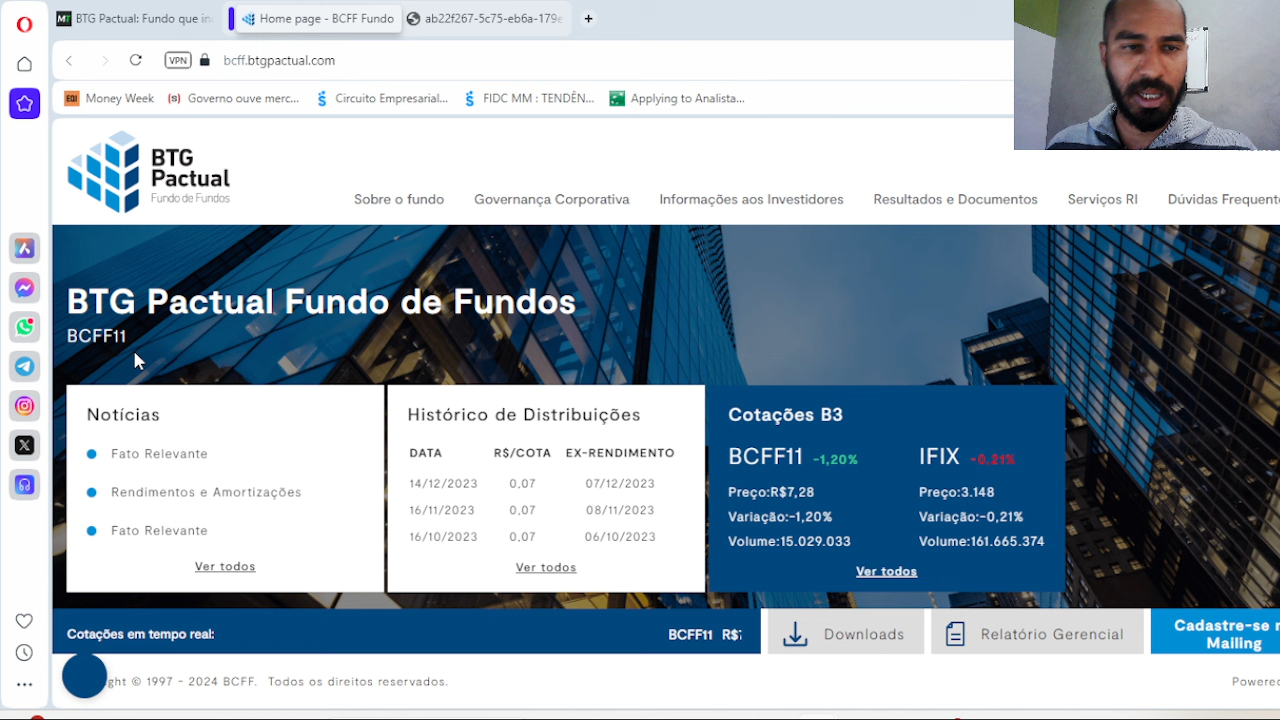 BTG Pactual: Fundo que in
Home page - BCFF Fundo
ab22f267-5c75-eb6a-179e
VPN
bcff.btgpactual.com
EQI Money Week
(s) Governo ouve merc...
Circuito Empresarial...
FIDC MM : TENDÊN...
Applying to Analista...
BTG
Pactual
Fundo de Fundos
Sobre o fundo
Governança Corporativa
Informações aos Investidores
Resultados e Documentos
Serviços RI
Dúvidas Frequent
BTG Pactual Fundo de Fundos
BCFF11
Notícias
Fato Relevante
Rendimentos e Amortizações
Fato Relevante
Ver todos
Histórico de Distribuições
DATA R$/COTA EX-RENDIMENTO
14/12/2023 0,07 07/12/2023
16/11/2023 0,07 08/11/2023
16/10/2023 0,07 06/10/2023
Ver todos
Cotações B3
BCFF11 -1,20%
Preço:R$7,28
Variação:-1,20%
Volume:15.029.033
IFIX -0,21%
Preço:3.148
Variação:-0,21%
Volume:161.665.374
Ver todos
Cotações em tempo real:
BCFF11 R$
Downloads
Relatório Gerencial
Cadastre-se
Mailing
ght © 1997 - 2024 BCFF. Todos os direitos reservados.
Powere